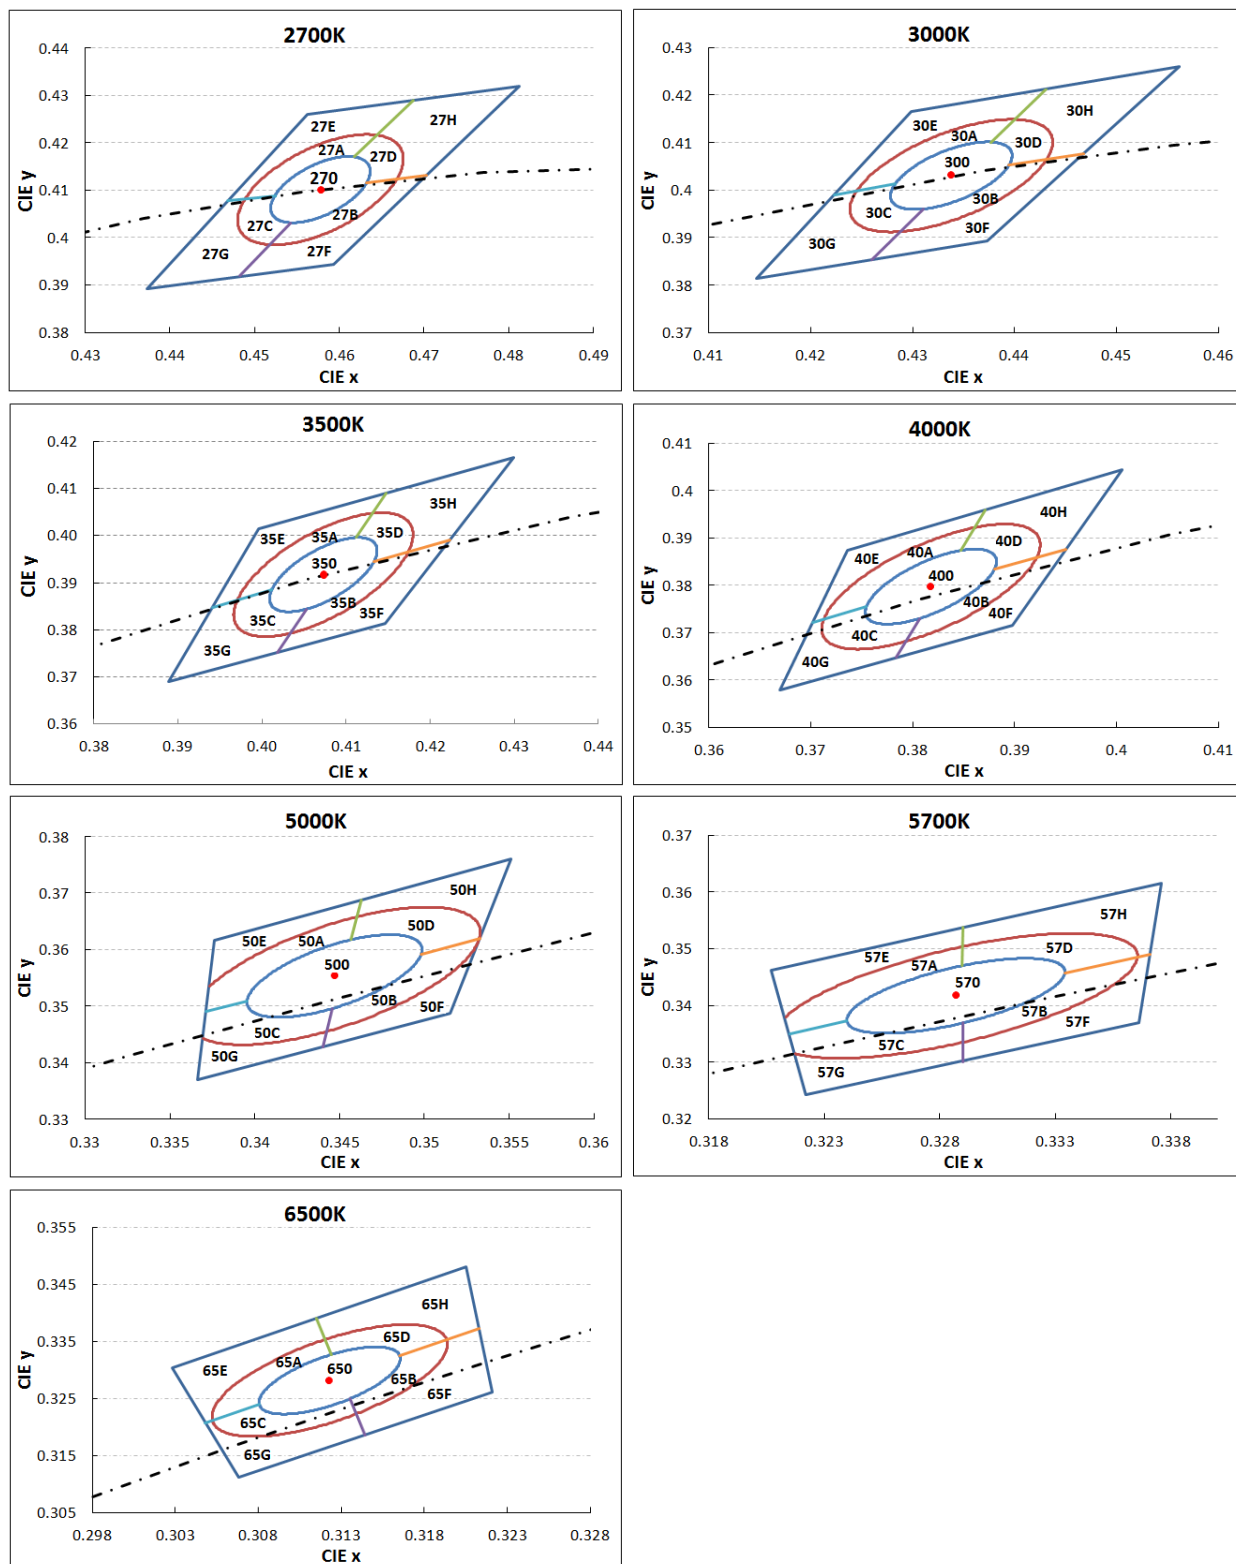 2700K
0.44
0.43
0.42
0.41
0.4
0.39
0.38
CIE y
27E
27H
27A
27D
270
27B
27C
27G
27F
0.43
0.44
0.45
0.46
0.47
0.48
0.49
CIE x
3000K
0.43
0.42
0.41
0.40
0.39
0.38
0.37
CIE y
30E
30H
30A
30D
300
30B
30C
30F
30G
0.41
0.42
0.43
0.44
0.45
0.46
CIE x
3500K
0.42
0.41
0.40
0.39
0.38
0.37
0.36
CIE y
35E
35H
35A
35D
350
35B
35C
35F
35G
0.38
0.39
0.40
0.41
0.42
0.43
0.44
CIE x
4000K
0.41
0.4
0.39
0.38
0.37
0.36
0.35
CIE y
40E
40H
40A
40D
400
40B
40C
40F
40G
0.36
0.37
0.38
0.39
0.4
0.41
CIE x
5000K
0.38
0.37
0.36
0.35
0.34
0.33
CIE y
50E
50H
50A
50D
500
50B
50F
50C
50G
0.33
0.335
0.34
0.345
0.35
0.355
0.36
CIE x
5700K
0.37
0.36
0.35
0.34
0.33
0.32
CIE y
57E
57H
57A
57D
570
57B
57F
57C
57G
0.318
0.323
0.328
0.333
0.338
CIE x
6500K
0.355
0.345
0.335
0.325
0.315
0.305
CIE y
65H
65D
65E
65A
650
65B
65F
65C
65G
0.298
0.303
0.308
0.313
0.318
0.323
0.328
CIE x